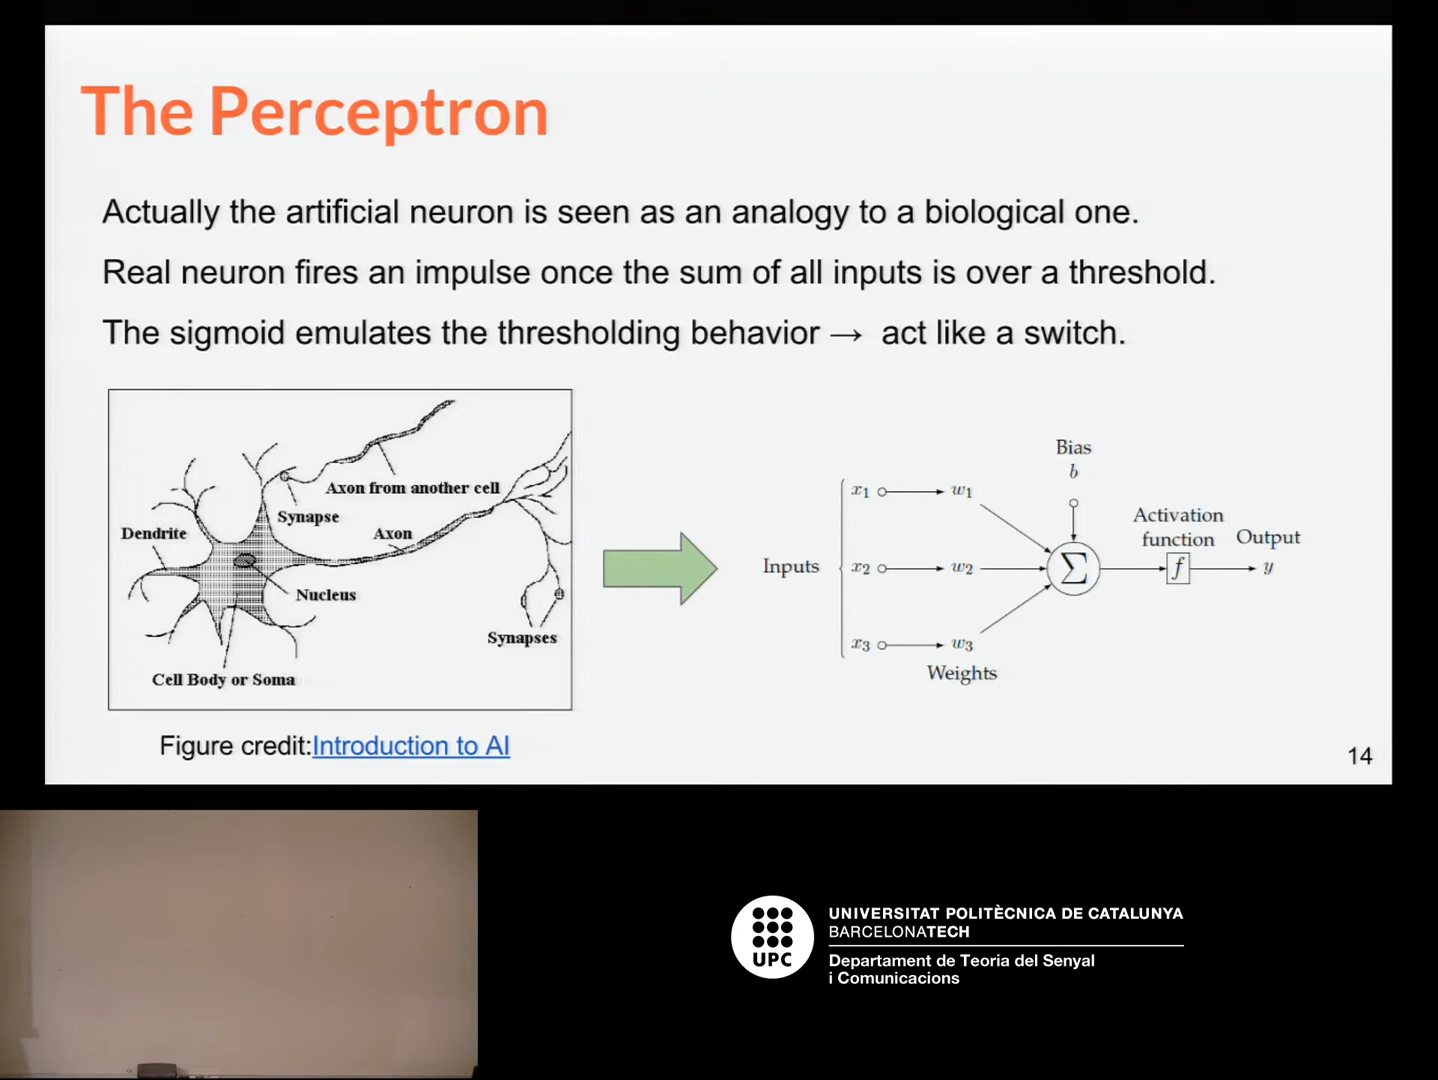 The Perceptron
Actually the artificial neuron is seen as an analogy to a biological one.
Real neuron fires an impulse once the sum of all inputs is over a threshold.
The sigmoid emulates the thresholding behavior → act like a switch.
Axon from another cell
Synapse
Dendrite
Axon
Nucleus
Synapses
Cell Body or Soma
Figure credit:Introduction to AI
Bias
b
x1 w1
Activation
function
Output
Inputs
x2 w2
Σ
f
y
x3 w3
Weights
14
UPC
UNIVERSITAT POLITÈCNICA DE CATALUNYA
BARCELONATECH
Departament de Teoria del Senyal
i Comunicacions